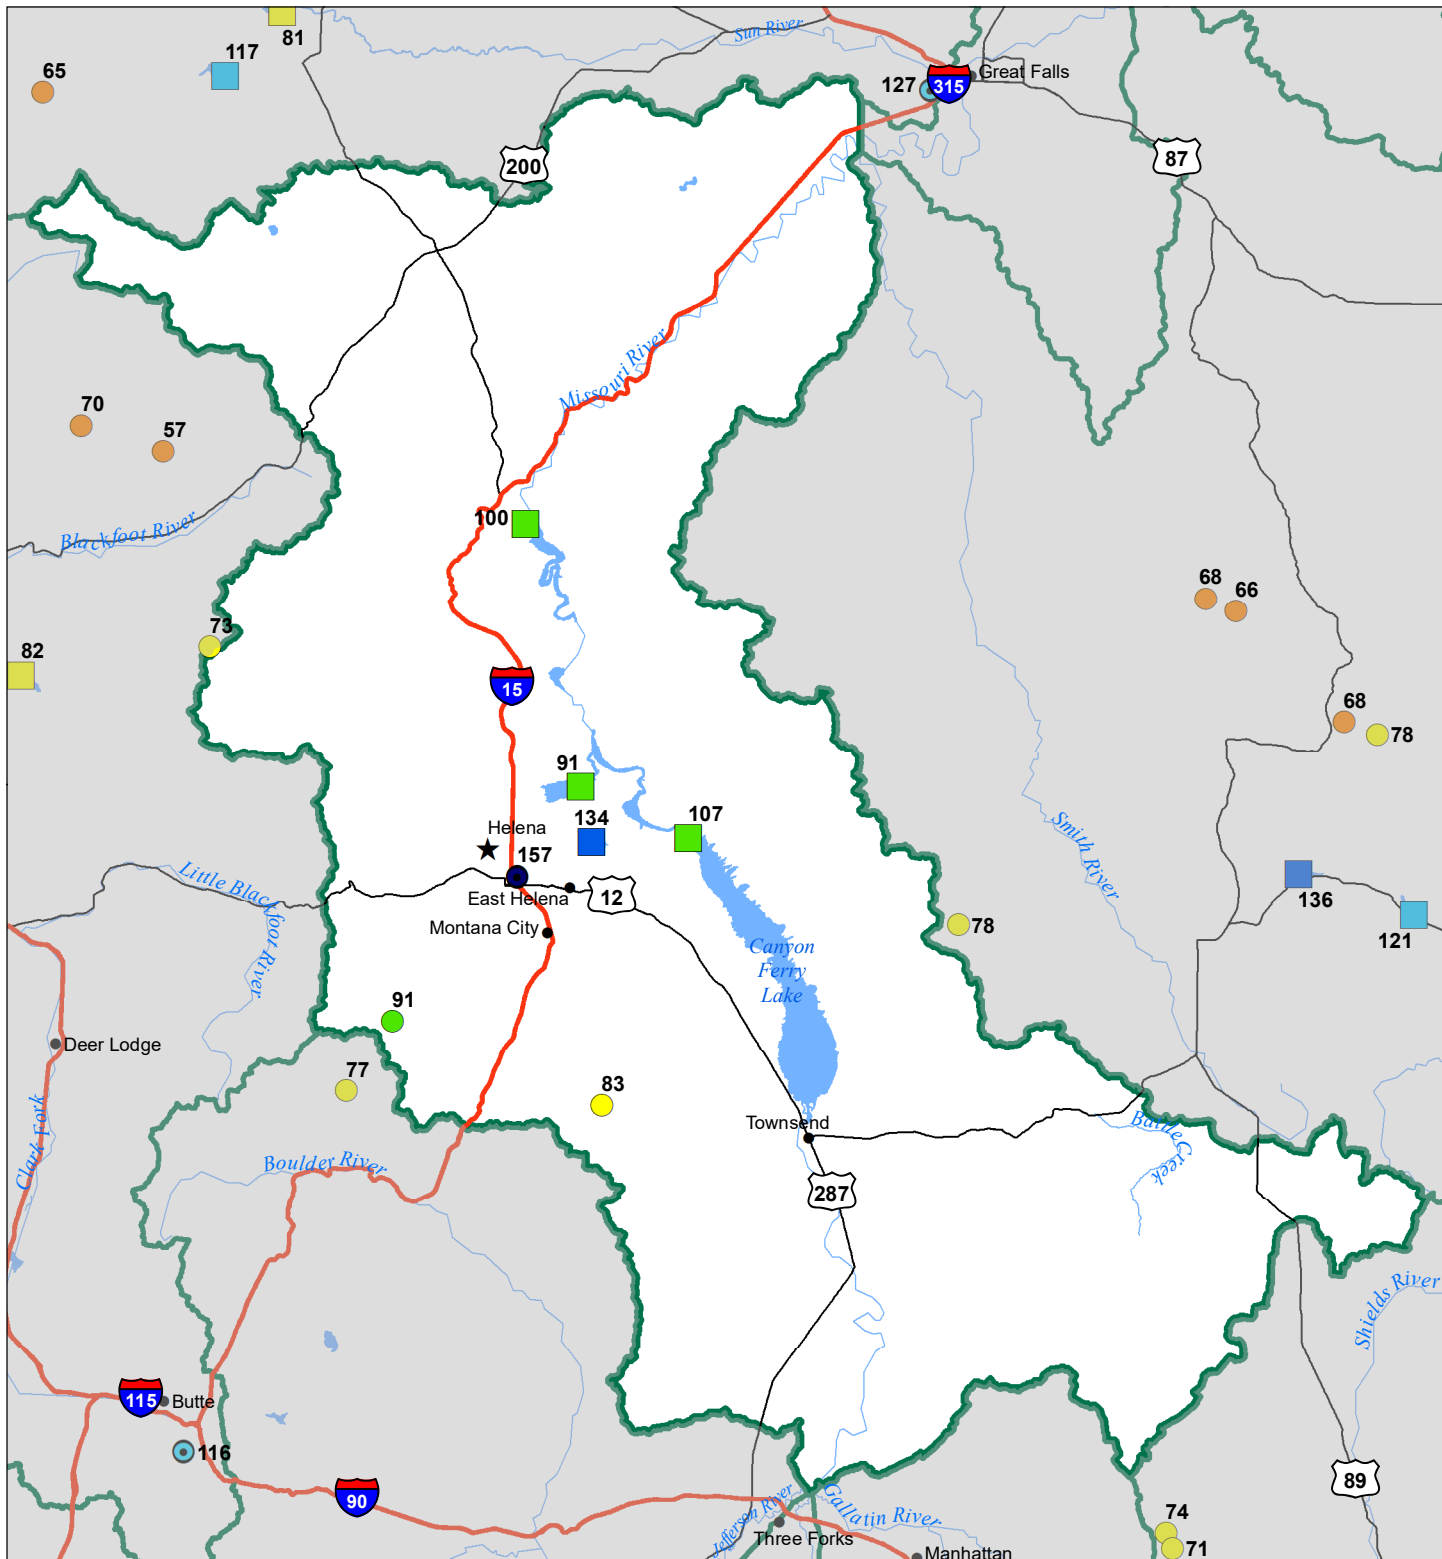 81
117
65
Sun River
127
315
Great Falls
200
87
Missouri River
70
57
100
Blackfoot River
68
66
73
82
15
68
78
91
107
134
Helena
157
Smith River
Little Blackfoot River
East Helena
12
136
Montana City
78
121
Canyon
Ferry
Lake
91
Deer Lodge
77
83
Clark Fork
Townsend
Battle Creek
Boulder River
287
Shields River
115
Butte
116
89
90
Jefferson River
Gallatin River
74
Three Forks
71
Manhattan